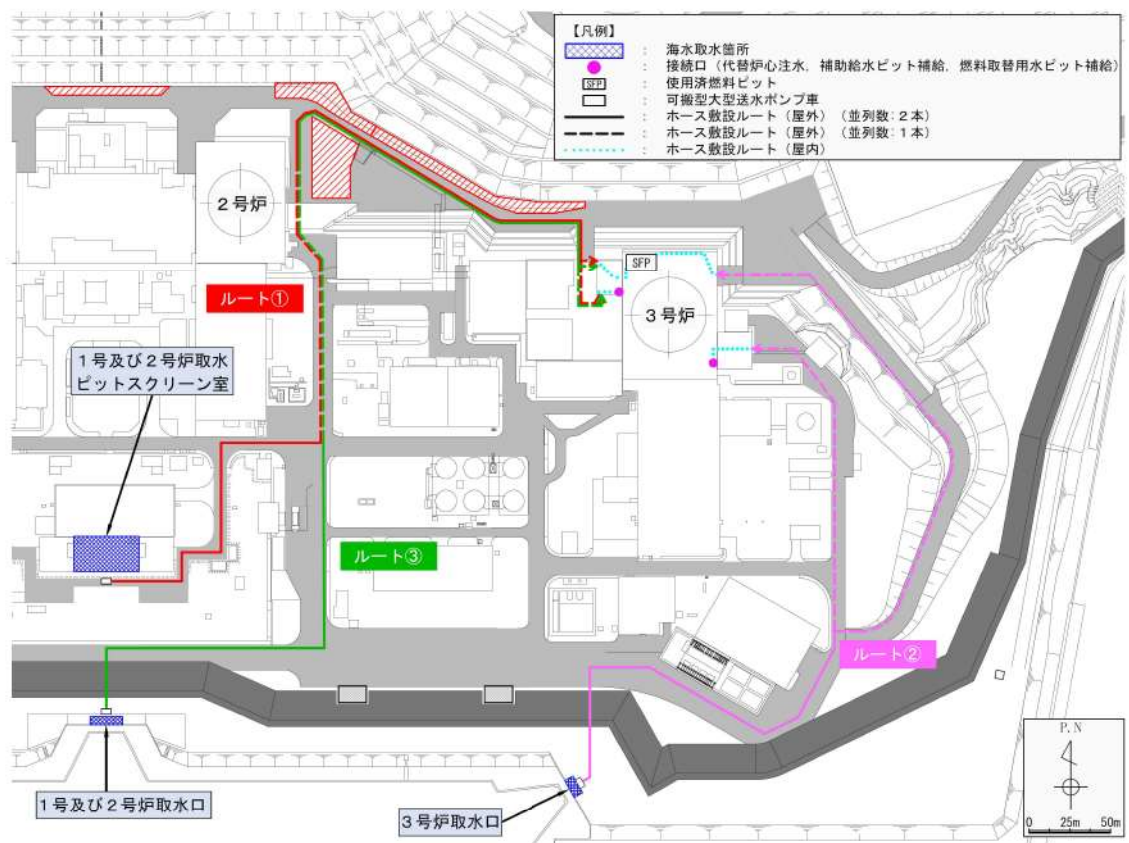 【凡例】
： 海水取水箇所
： 接続口（代替炉心注水，補助給水ピット補給，燃料取替用水ピット補給）
SFP ： 使用済燃料ピット
： 可搬型大型送水ポンプ車
： ホース敷設ルート（屋外）（並列数：2本）
： ホース敷設ルート（屋外）（並列数：1本）
： ホース敷設ルート（屋内）
2号炉
SFP
ルート①
3号炉
1号及び2号炉取水
ピットスクリーン室
ルート③
ルート②
P.N
1号及び2号炉取水口
3号炉取水口
0 25m 50m